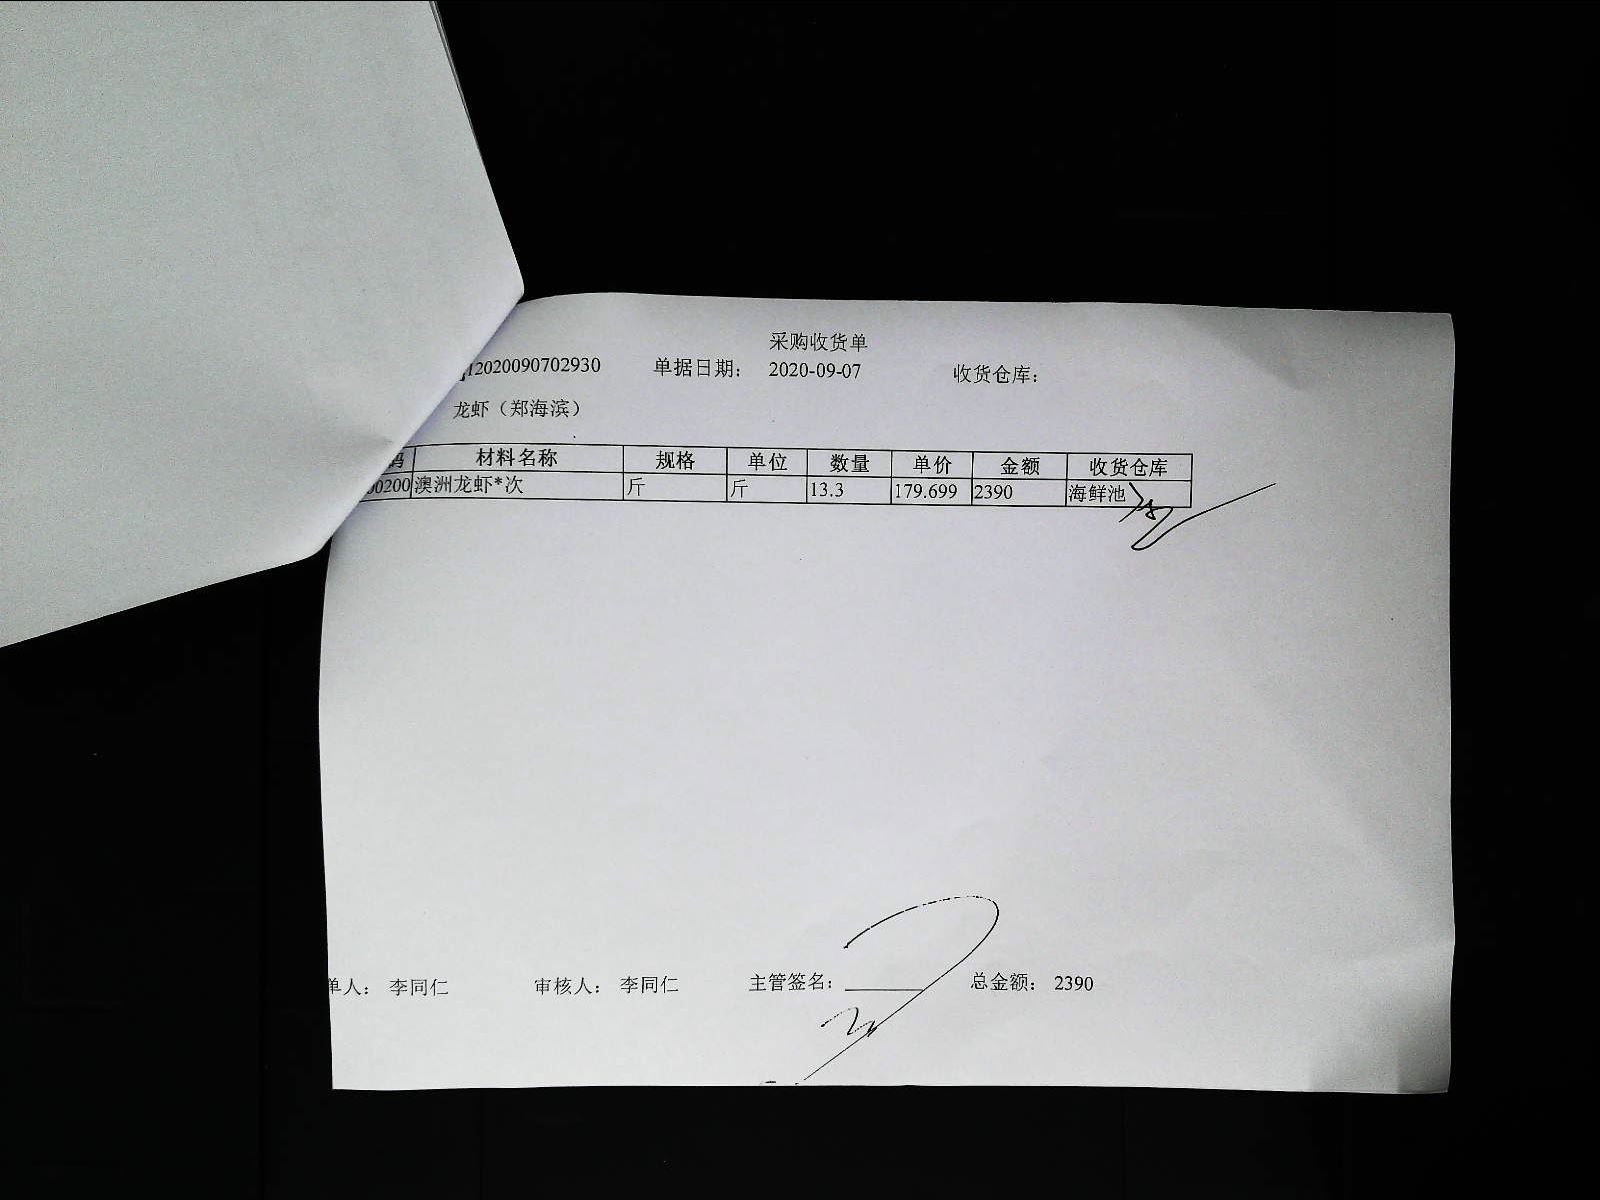 采购收货单
12020090702930 单据日期： 2020-09-07 收货仓库：
龙虾（郑海滨）
码 材料名称 规格 单位 数量 单价 金额 收货仓库
00200 澳洲龙虾*次 斤 斤 13.3 179.699 2390 海鲜池
单人： 李同仁 审核人： 李同仁 主管签名：________ 总金额： 2390